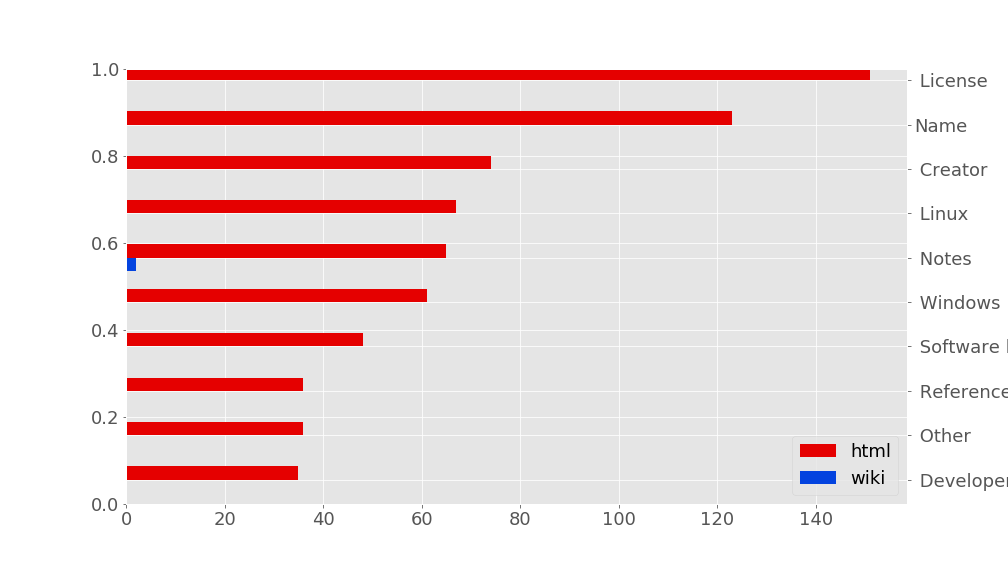 1.0
License
Name
0.8
Creator
Linux
0.6
Notes
Windows
0.4
Software
Reference
0.2
Other
html
wiki
Developer
0.0
0 20 40 60 80 100 120 140